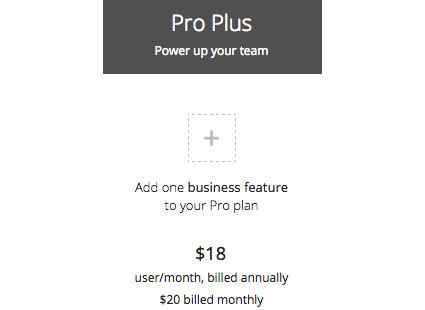 Pro Plus
Power up your team
+
Add one business feature
to your Pro plan
$18
user/month, billed annually
$20 billed monthly